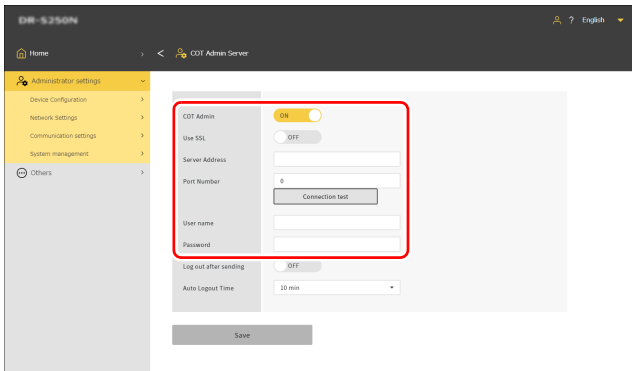 DR-S250N
? English
Home
< COT Admin Server
Administrator settings
Device Configuration
Network Settings
Communication settings
System management
Others
COT Admin
ON
Use SSL
OFF
Server Address
Port Number
0
Connection test
User name
Password
Log out after sending
OFF
Auto Logout Time
10 min
Save